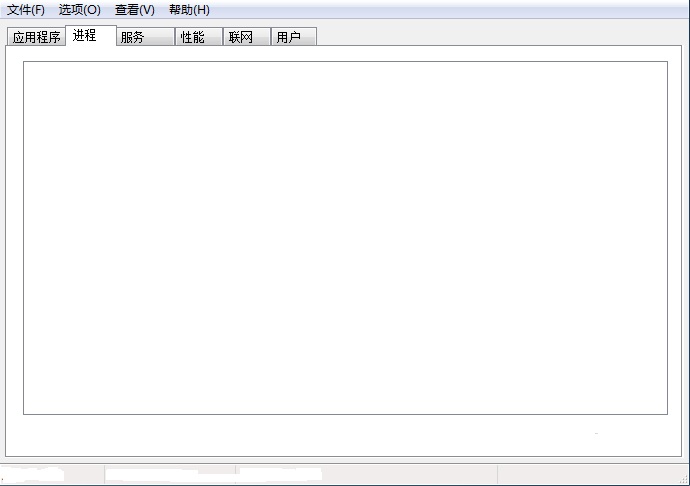 文件(F) 选项(O) 查看(V) 帮助(H)
应用程序 进程 服务 性能 联网 用户